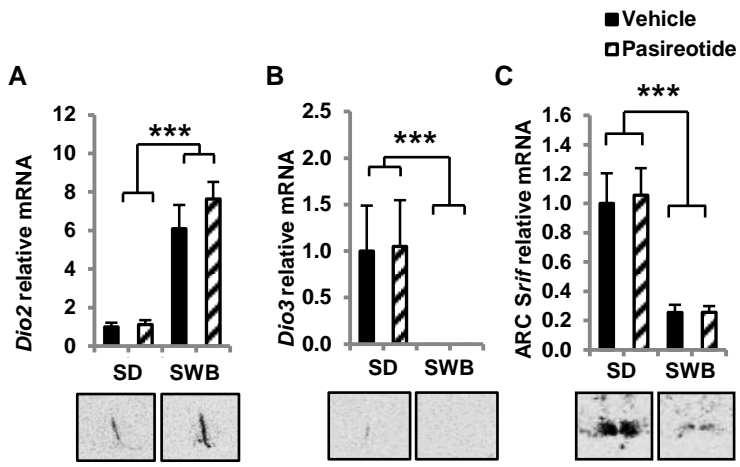 Vehicle
Pasireotide
A
Dio2 relative mRNA
12
10
8
6
4
2
0
***
SD SWB
B
Dio3 relative mRNA
2.5
2.0
1.5
1.0
0.5
0.0
***
SD SWB
C
ARC Srif relative mRNA
1.6
1.4
1.2
1.0
0.8
0.6
0.4
0.2
0.0
***
SD SWB